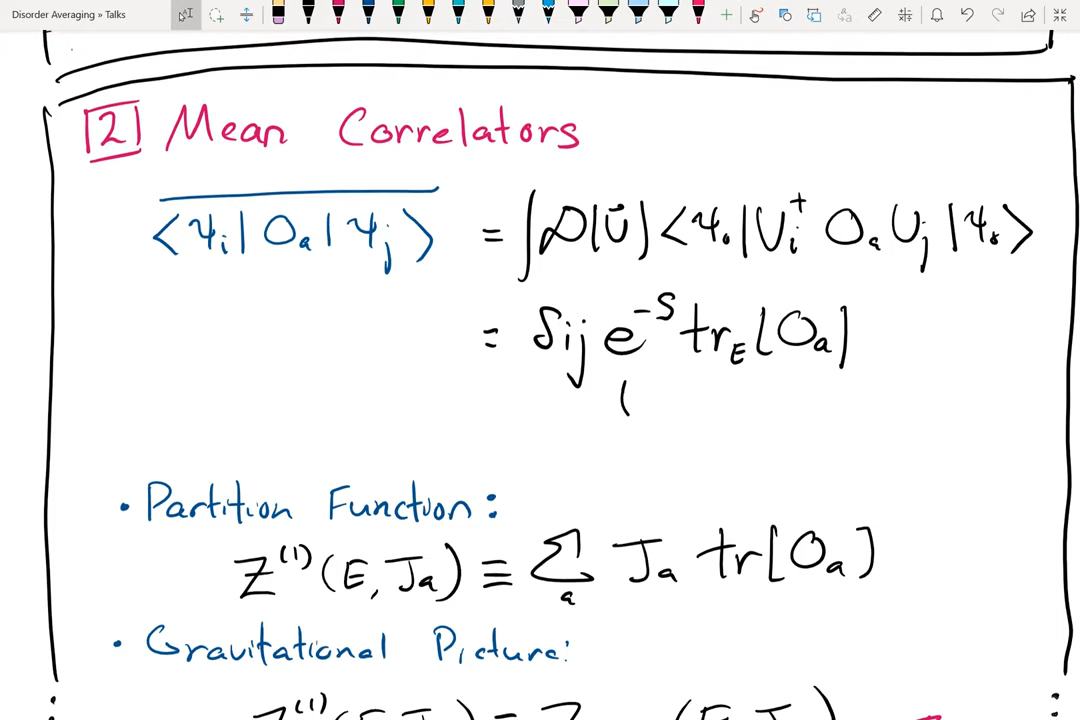 Disorder Averaging » Talks
[2] Mean Correlators
<Ψi| Oa |Ψj> = ∫D[Ū] <Ψ₀| Ui† Oa Uj |Ψ₀>
= δij e^-S trE[Oa]
• Partition Function:
Z^(1)(E, Ja) ≡ Σa Ja tr[Oa]
• Gravitational Picture: